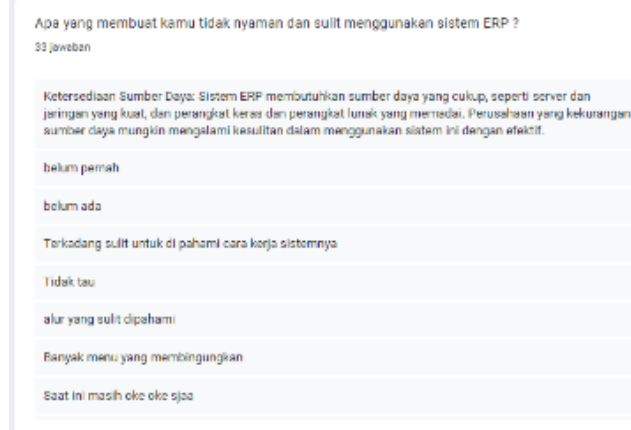 Apa yang membuat kamu tidak nyaman dan sulit menggunakan sistem ERP ?
33 jawaban
Ketersediaan Sumber Daya: Sistem ERP membutuhkan sumber daya yang cukup, seperti server dan
jaringan yang kuat, dan perangkat keras dan perangkat lunak yang memadai. Perusahaan yang kekurangan
sumber daya mungkin mengalami kesulitan dalam menggunakan sistem ini dengan efektif.
belum pernah
belum ada
Terkadang sulit untuk di pahami cara kerja sistemnya
Tidak tau
alur yang sulit dipahami
Banyak menu yang membingungkan
Saat ini masih oke oke sjaa